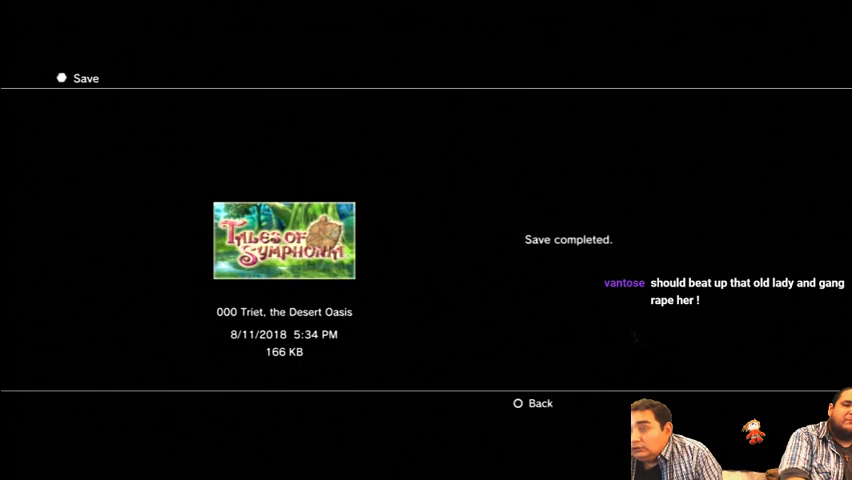 Save
TALES OF
SYMPHONIA
Save completed.
vantose should beat up that old lady and gang
rape her !
000 Triet, the Desert Oasis
8/11/2018 5:34 PM
166 KB
Back